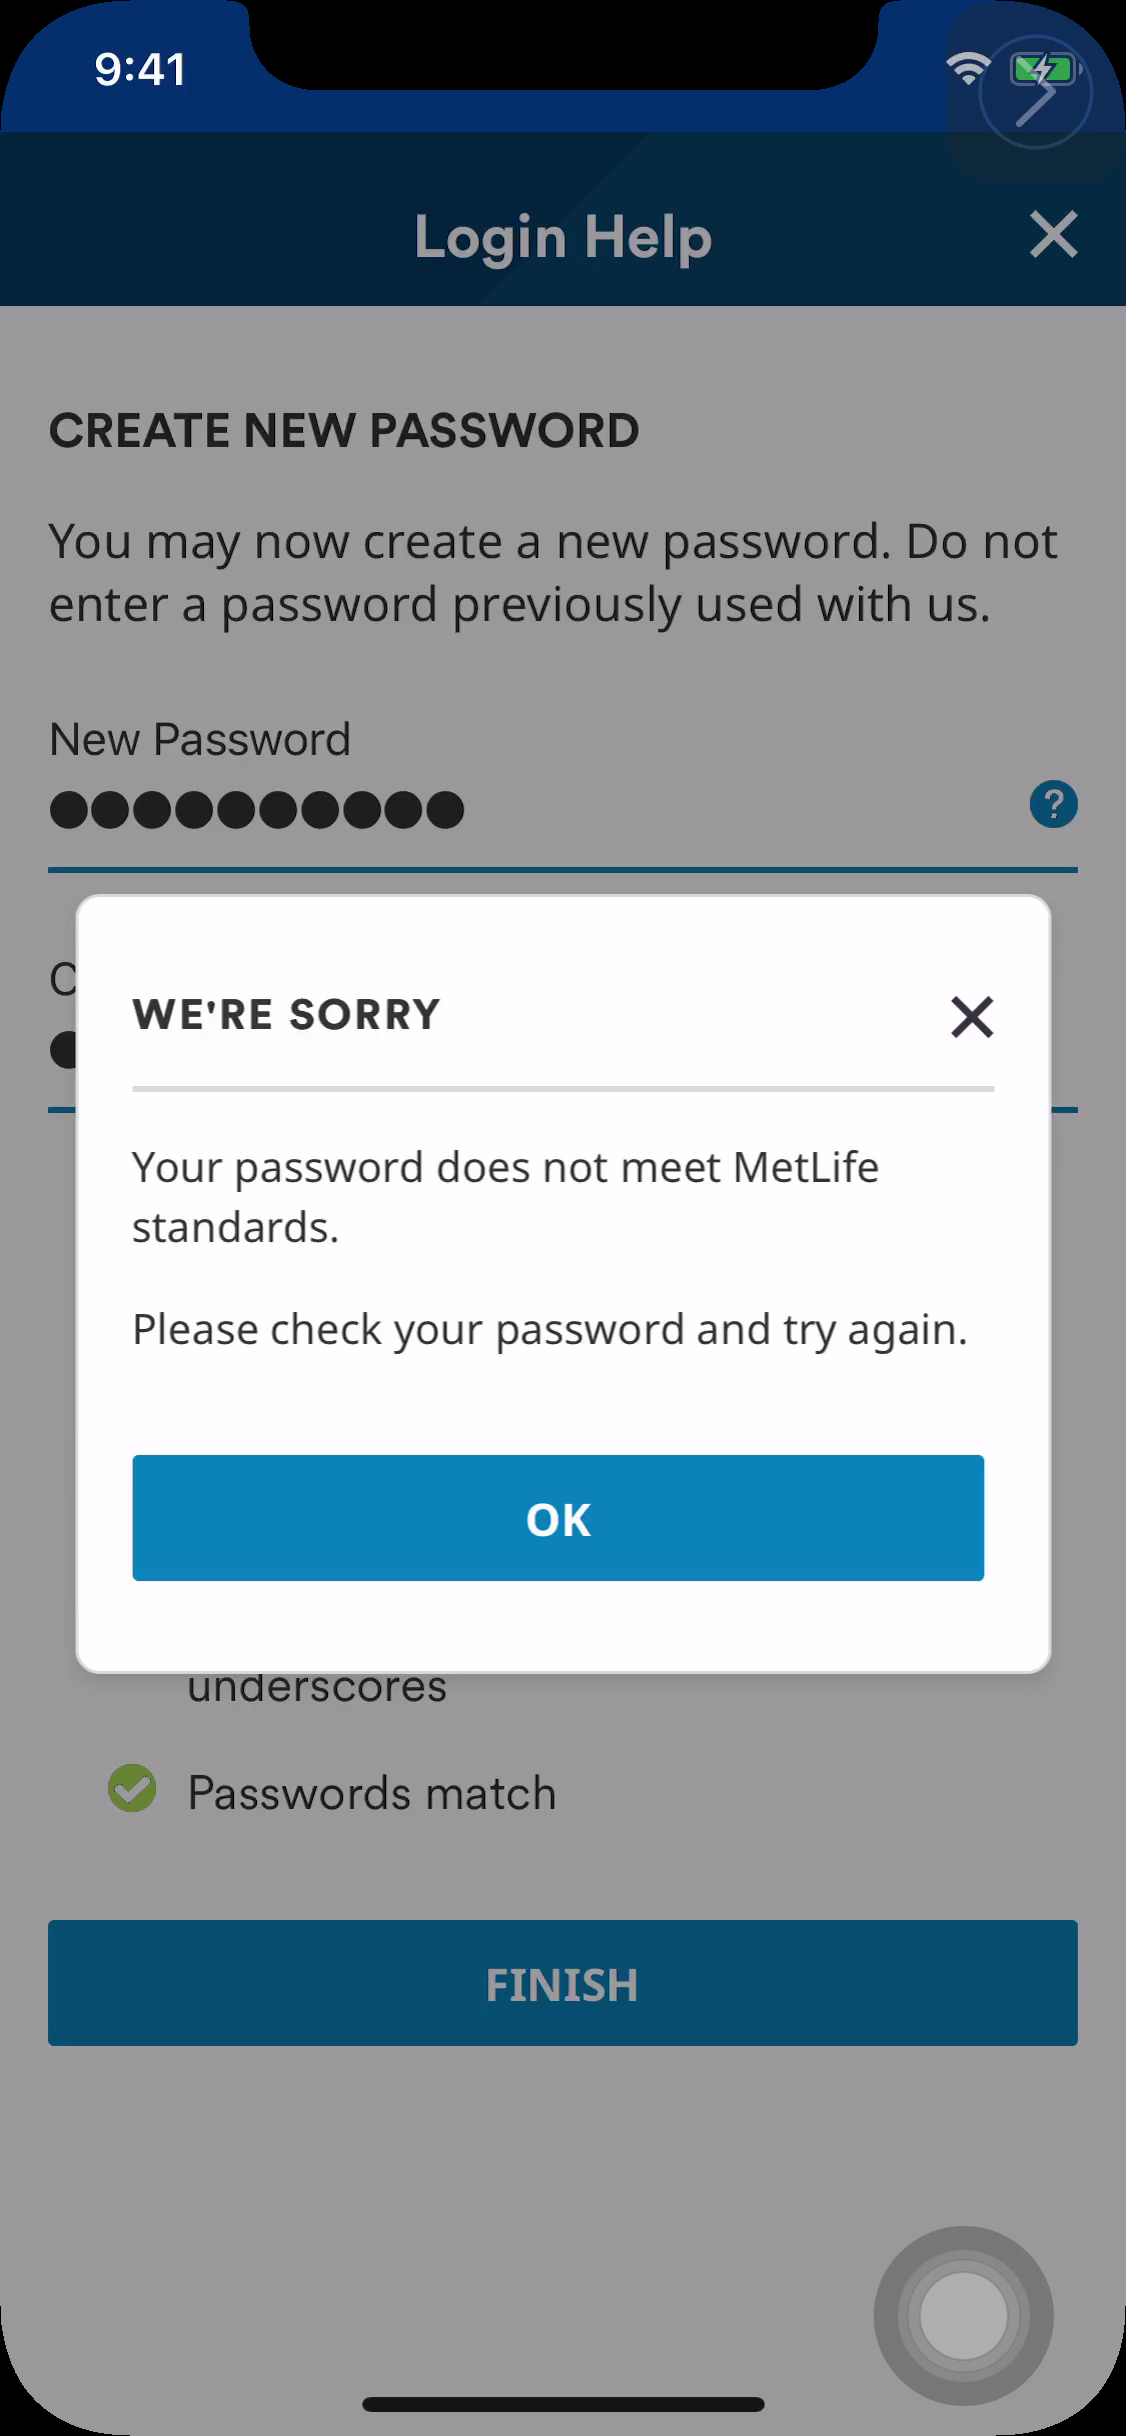 9:41
Login Help
CREATE NEW PASSWORD
You may now create a new password. Do not
enter a password previously used with us.
New Password
?
C
WE'RE SORRY
Your password does not meet MetLife
standards.
Please check your password and try again.
OK
underscores
Passwords match
FINISH